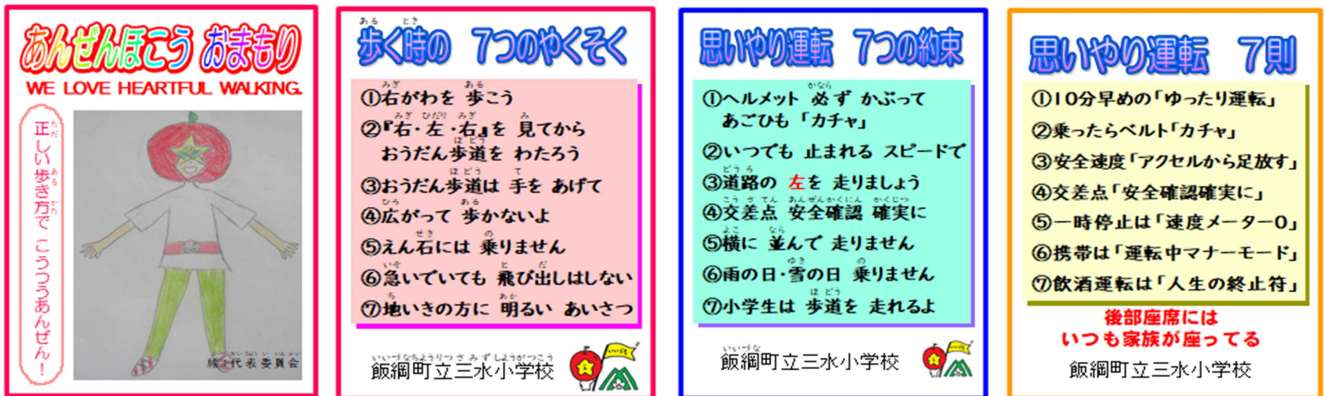 あんぜんほこう おまもり
WE LOVE HEARTFUL WALKING.
正しい歩き方で こうつうあんぜん!
代表委員会
歩く時の 7つのやくそく
①右がわを 歩こう
②『右・左・右』を 見てから
おうだん歩道を わたろう
③おうだん歩道は 手を あげて
④広がって 歩かないよ
⑤えん石には 乗りません
⑥急いでいても 飛び出しはしない
⑦地いきの方に 明るい あいさつ
飯綱町立三水小学校
思いやり運転 7つの約束
①ヘルメット 必ず かぶって
あごひも 「カチャ」
②いつでも 止まれる スピードで
③道路の 左を 走りましょう
④交差点 安全確認 確実に
⑤横に 並んで 走りません
⑥雨の日・雪の日 乗りません
⑦小学生は 歩道を 走れるよ
飯綱町立三水小学校
思いやり運転 7則
①10分早めの「ゆったり運転」
②乗ったらベルト「カチャ」
③安全速度「アクセルから足放す」
④交差点「安全確認確実に」
⑤一時停止は「速度メーター0」
⑥携帯は「運転中マナーモード」
⑦飲酒運転は「人生の終止符」
後部座席には
いつも家族が座ってる
飯綱町立三水小学校